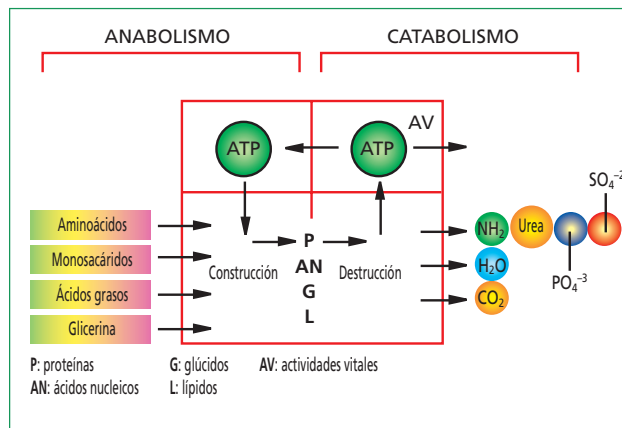 ANABOLISMO CATABOLISMO
ATP ATP AV
SO₄⁻²
Aminoácidos
Monosacáridos
Ácidos grasos
Glicerina
Construcción
P
AN
G
L
Destrucción
NH₂ Urea
H₂O
CO₂
PO₄⁻³
P: proteínas G: glúcidos AV: actividades vitales
AN: ácidos nucleicos L: lípidos